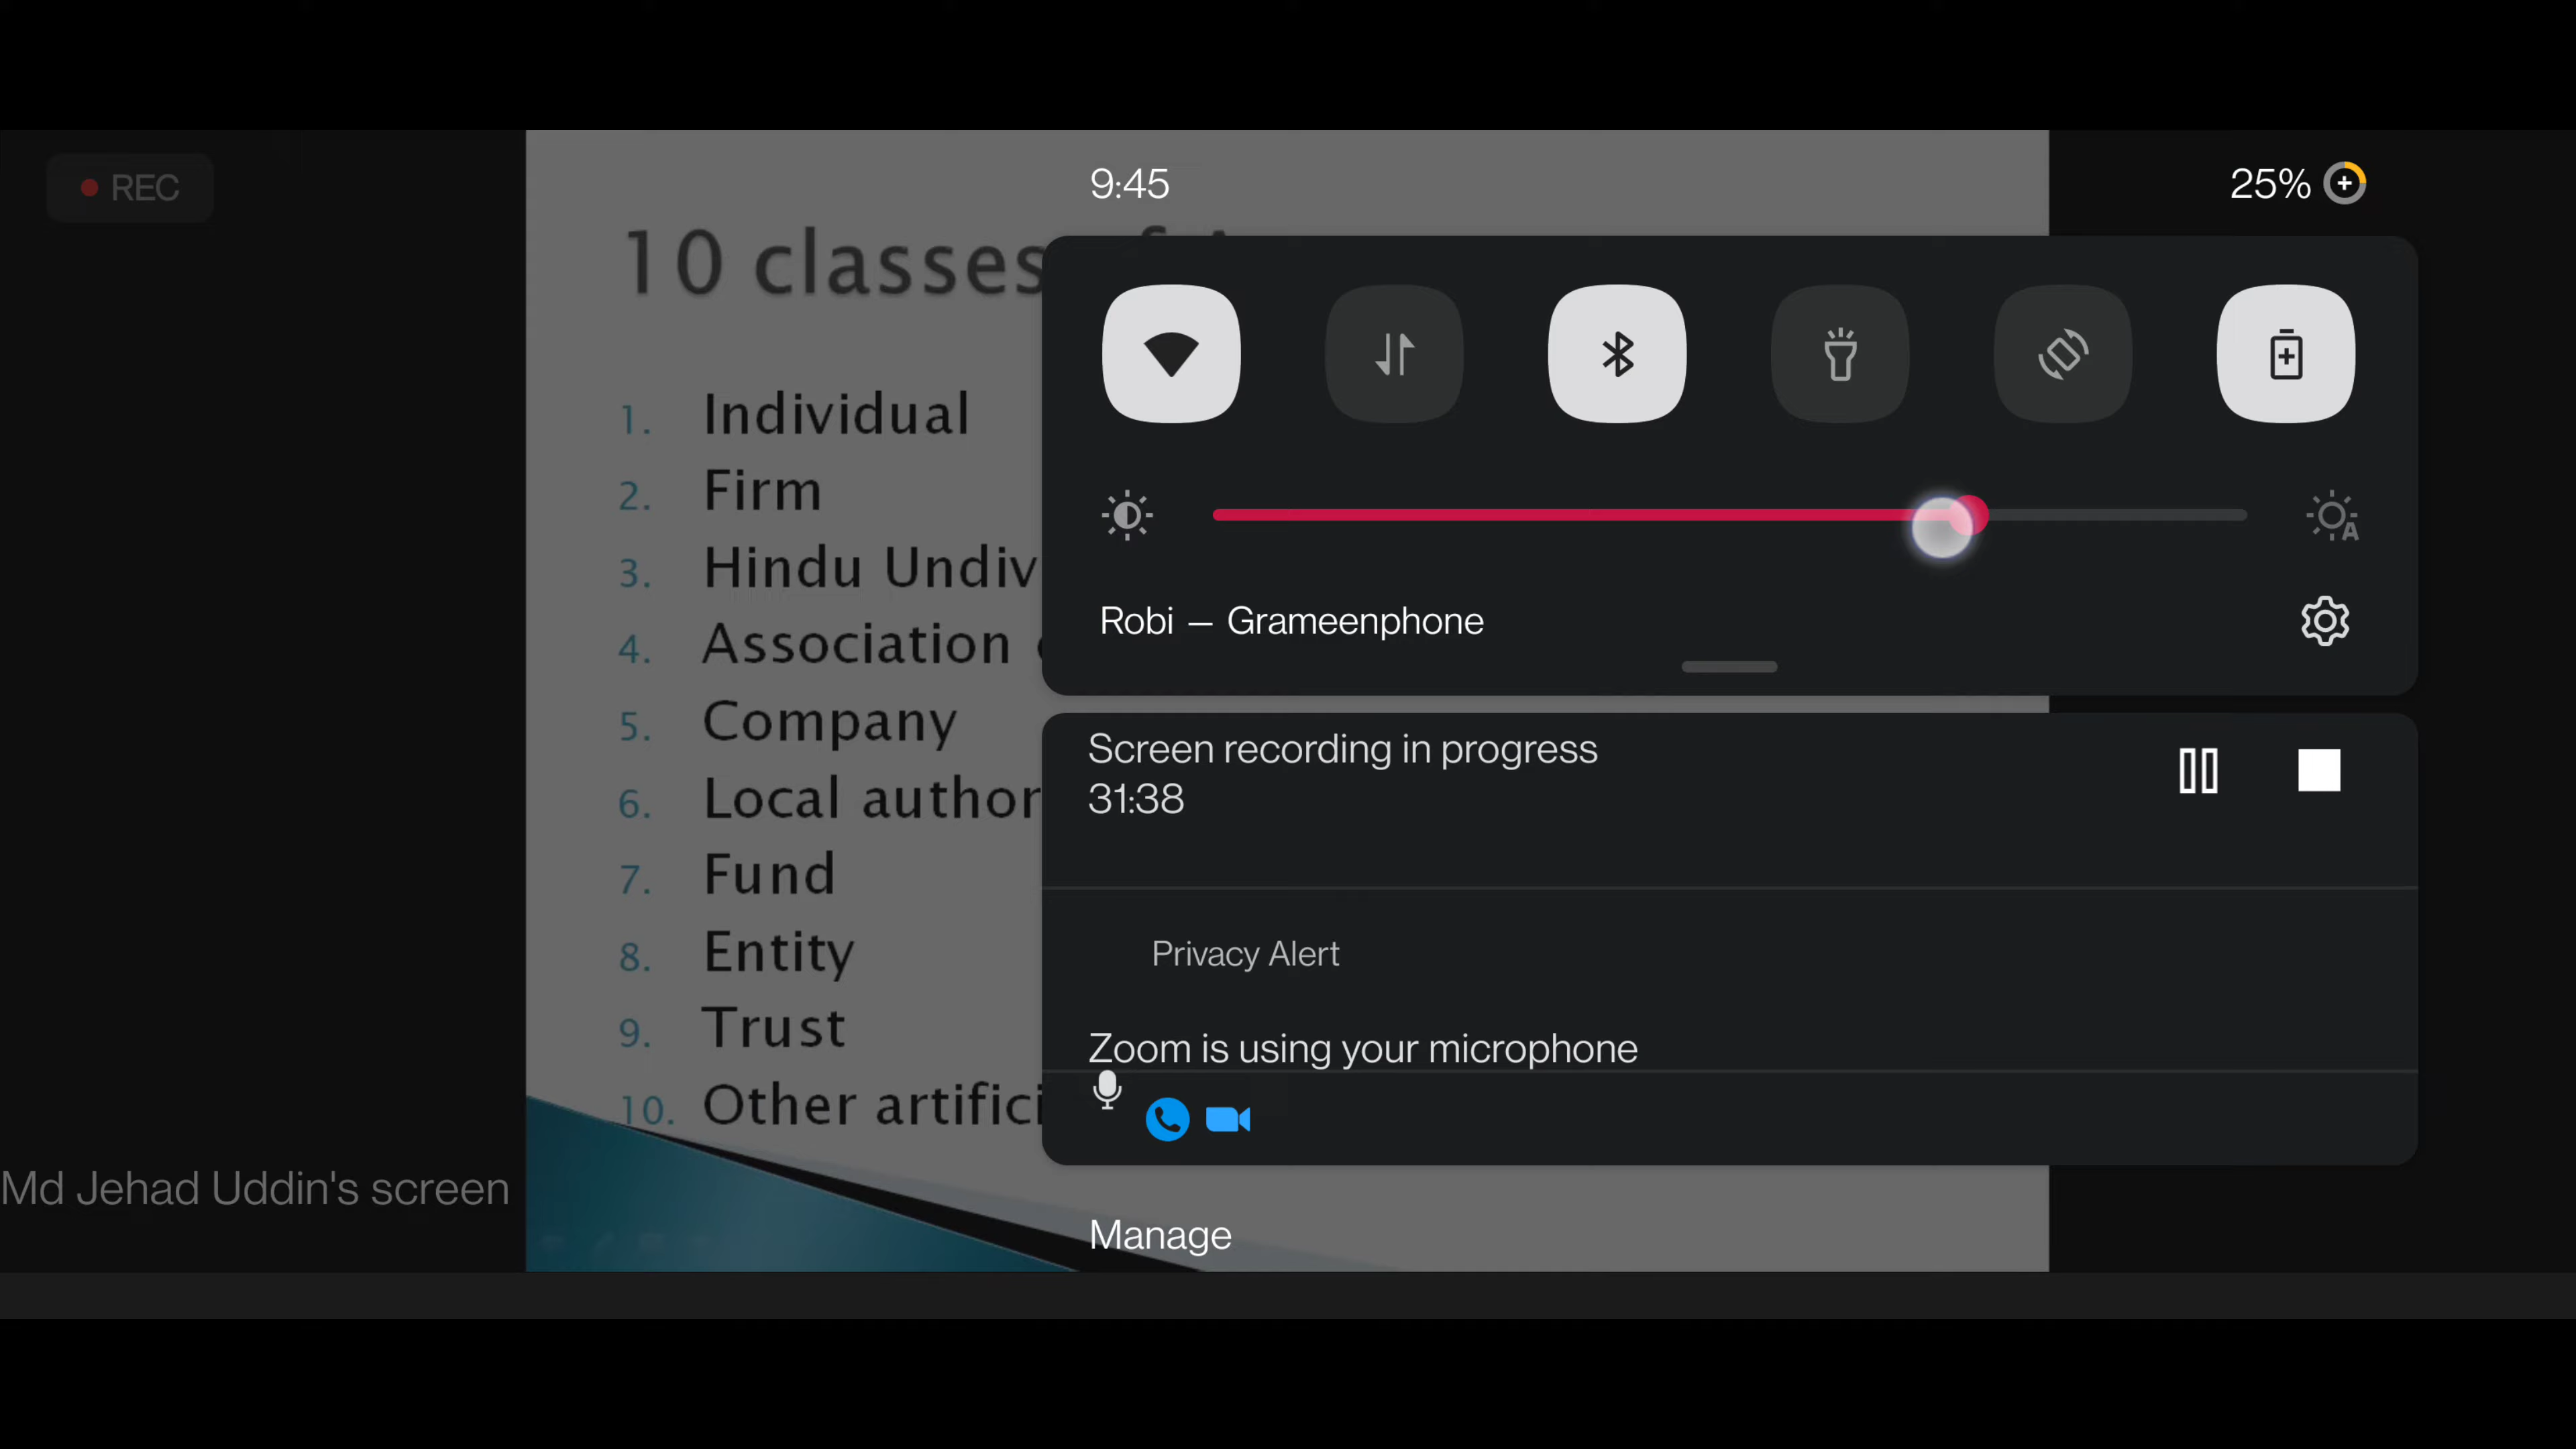 REC
9:45
25%
10 classes
1. Individual
2. Firm
3. Hindu Undiv
4. Association
5. Company
6. Local author
7. Fund
8. Entity
9. Trust
10. Other artifici
A
Robi — Grameenphone
Screen recording in progress
31:38
Privacy Alert
Zoom is using your microphone
Md Jehad Uddin's screen
Manage